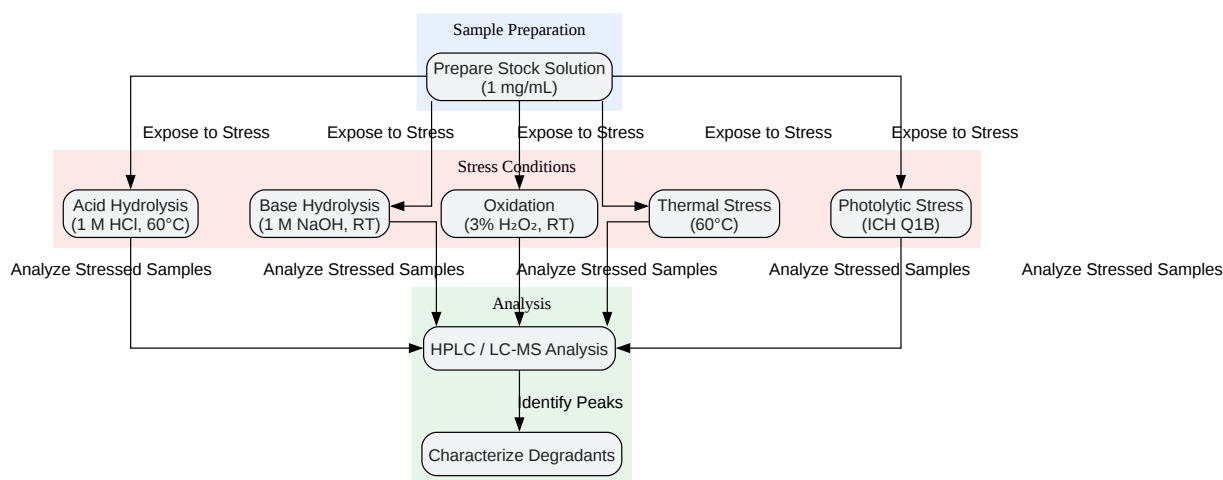 Sample Preparation
Prepare Stock Solution
(1 mg/mL)
Expose to Stress
Expose to Stress
Expose to Stress
Expose to Stress
Expose to Stress
Stress Conditions
Acid Hydrolysis
(1 M HCl, 60°C)
Base Hydrolysis
(1 M NaOH, RT)
Oxidation
(3% H₂O₂, RT)
Thermal Stress
(60°C)
Photolytic Stress
(ICH Q1B)
Analyze Stressed Samples
Analyze Stressed Samples
Analyze Stressed Samples
Analyze Stressed Samples
Analyze Stressed Samples
Analysis
HPLC / LC-MS Analysis
Identify Peaks
Characterize Degradants